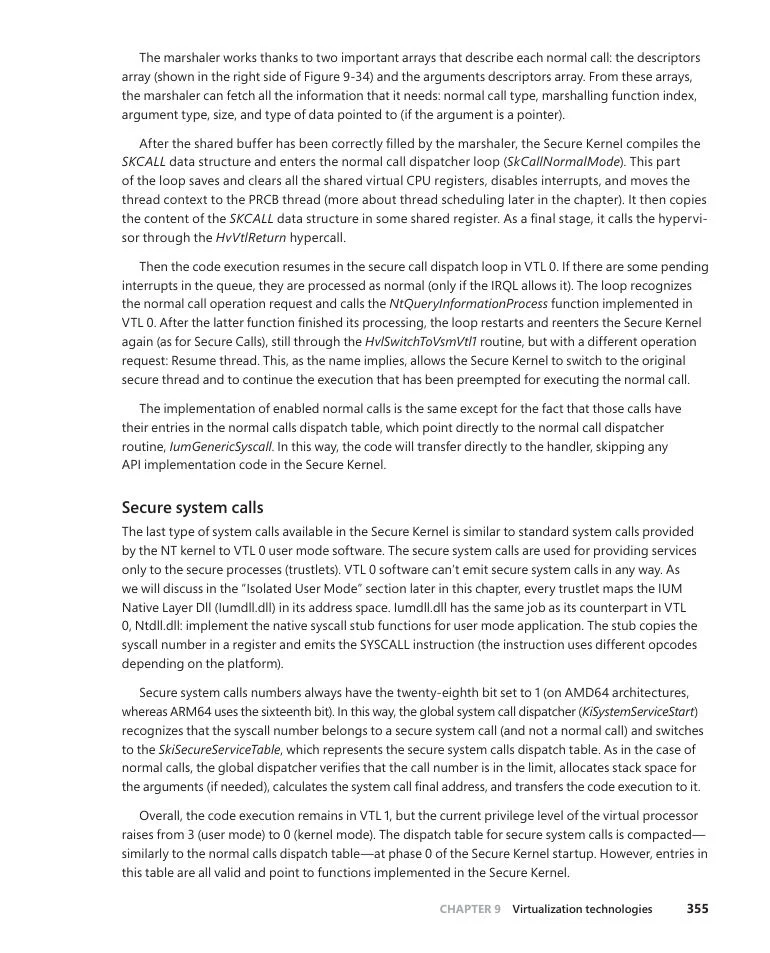 The marshaler works thanks to two important arrays that describe each normal call: the descriptors
array (shown in the right side of Figure 9-34) and the arguments descriptors array. From these arrays,
the marshaler can fetch all the information that it needs: normal call type, marshalling function index,
argument type, size, and type of data pointed to (if the argument is a pointer).
After the shared buffer has been correctly filled by the marshaler, the Secure Kernel compiles the
SKCALL data structure and enters the normal call dispatcher loop (SkCallNormalMode). This part
of the loop saves and clears all the shared virtual CPU registers, disables interrupts, and moves the
thread context to the PRCB thread (more about thread scheduling later in the chapter). It then copies
the content of the SKCALL data structure in some shared register. As a final stage, it calls the hypervi-
sor through the HvVtlReturn hypercall.
Then the code execution resumes in the secure call dispatch loop in VTL 0. If there are some pending
interrupts in the queue, they are processed as normal (only if the IRQL allows it). The loop recognizes
the normal call operation request and calls the NtQueryInformationProcess function implemented in
VTL 0. After the latter function finished its processing, the loop restarts and reenters the Secure Kernel
again (as for Secure Calls), still through the HvlSwitchToVsmVtl1 routine, but with a different operation
request: Resume thread. This, as the name implies, allows the Secure Kernel to switch to the original
secure thread and to continue the execution that has been preempted for executing the normal call.
The implementation of enabled normal calls is the same except for the fact that those calls have
their entries in the normal calls dispatch table, which point directly to the normal call dispatcher
routine, IumGenericSyscall. In this way, the code will transfer directly to the handler, skipping any
API implementation code in the Secure Kernel.
Secure system calls
The last type of system calls available in the Secure Kernel is similar to standard system calls provided
by the NT kernel to VTL 0 user mode software. The secure system calls are used for providing services
only to the secure processes (trustlets). VTL 0 software can't emit secure system calls in any way. As
we will discuss in the "Isolated User Mode" section later in this chapter, every trustlet maps the IUM
Native Layer Dll (Iumdll.dll) in its address space. Iumdll.dll has the same job as its counterpart in VTL
0, Ntdll.dll: implement the native syscall stub functions for user mode application. The stub copies the
syscall number in a register and emits the SYSCALL instruction (the instruction uses different opcodes
depending on the platform).
Secure system calls numbers always have the twenty-eighth bit set to 1 (on AMD64 architectures,
whereas ARM64 uses the sixteenth bit). In this way, the global system call dispatcher (KiSystemServiceStart)
recognizes that the syscall number belongs to a secure system call (and not a normal call) and switches
to the SkiSecureServiceTable, which represents the secure system calls dispatch table. As in the case of
normal calls, the global dispatcher verifies that the call number is in the limit, allocates stack space for
the arguments (if needed), calculates the system call final address, and transfers the code execution to it.
Overall, the code execution remains in VTL 1, but the current privilege level of the virtual processor
raises from 3 (user mode) to 0 (kernel mode). The dispatch table for secure system calls is compacted—
similarly to the normal calls dispatch table—at phase 0 of the Secure Kernel startup. However, entries in
this table are all valid and point to functions implemented in the Secure Kernel.
CHAPTER 9 Virtualization technologies 355